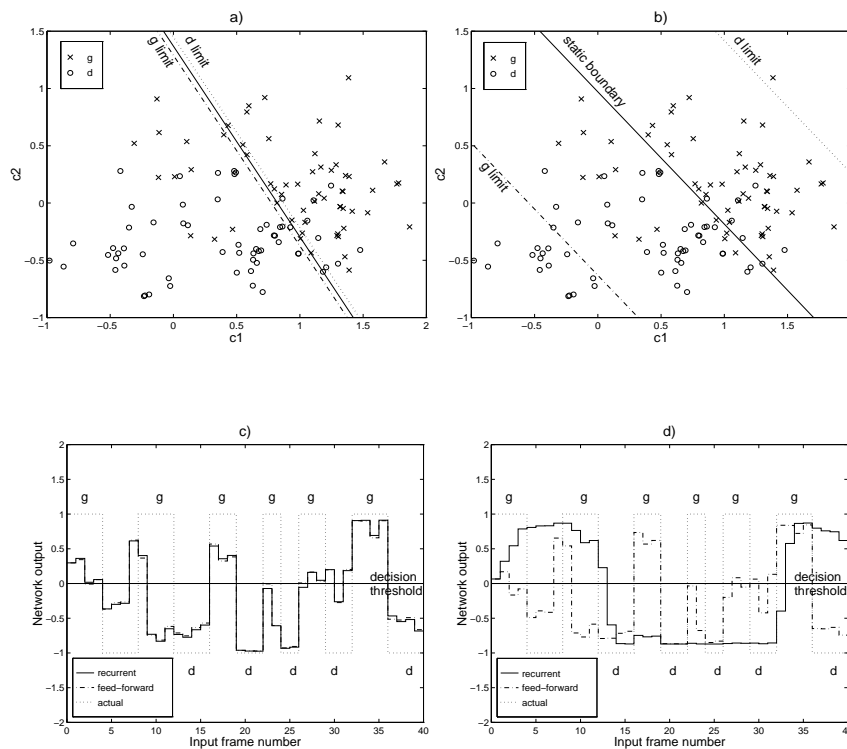 a)
1.5
1
0.5
0
−0.5
−1
c2
g
d
g limit
d limit
−1
−0.5
0
0.5
1
1.5
2
c1
b)
1.5
1
0.5
0
−0.5
−1
c2
g
d
static boundary
d limit
g limit
−1
−0.5
0
0.5
1
1.5
2
c1
c)
2
1.5
1
0.5
0
−0.5
−1
−1.5
−2
Network output
g
g
g
g
g
g
decision
threshold
d
d
d
d
d
recurrent
feed−forward
actual
0
5
10
15
20
25
30
35
40
Input frame number
d)
2
1.5
1
0.5
0
−0.5
−1
−1.5
−2
Network output
g
g
g
g
g
g
decision
threshold
d
d
d
d
d
recurrent
feed−forward
actual
0
5
10
15
20
25
30
35
40
Input frame number